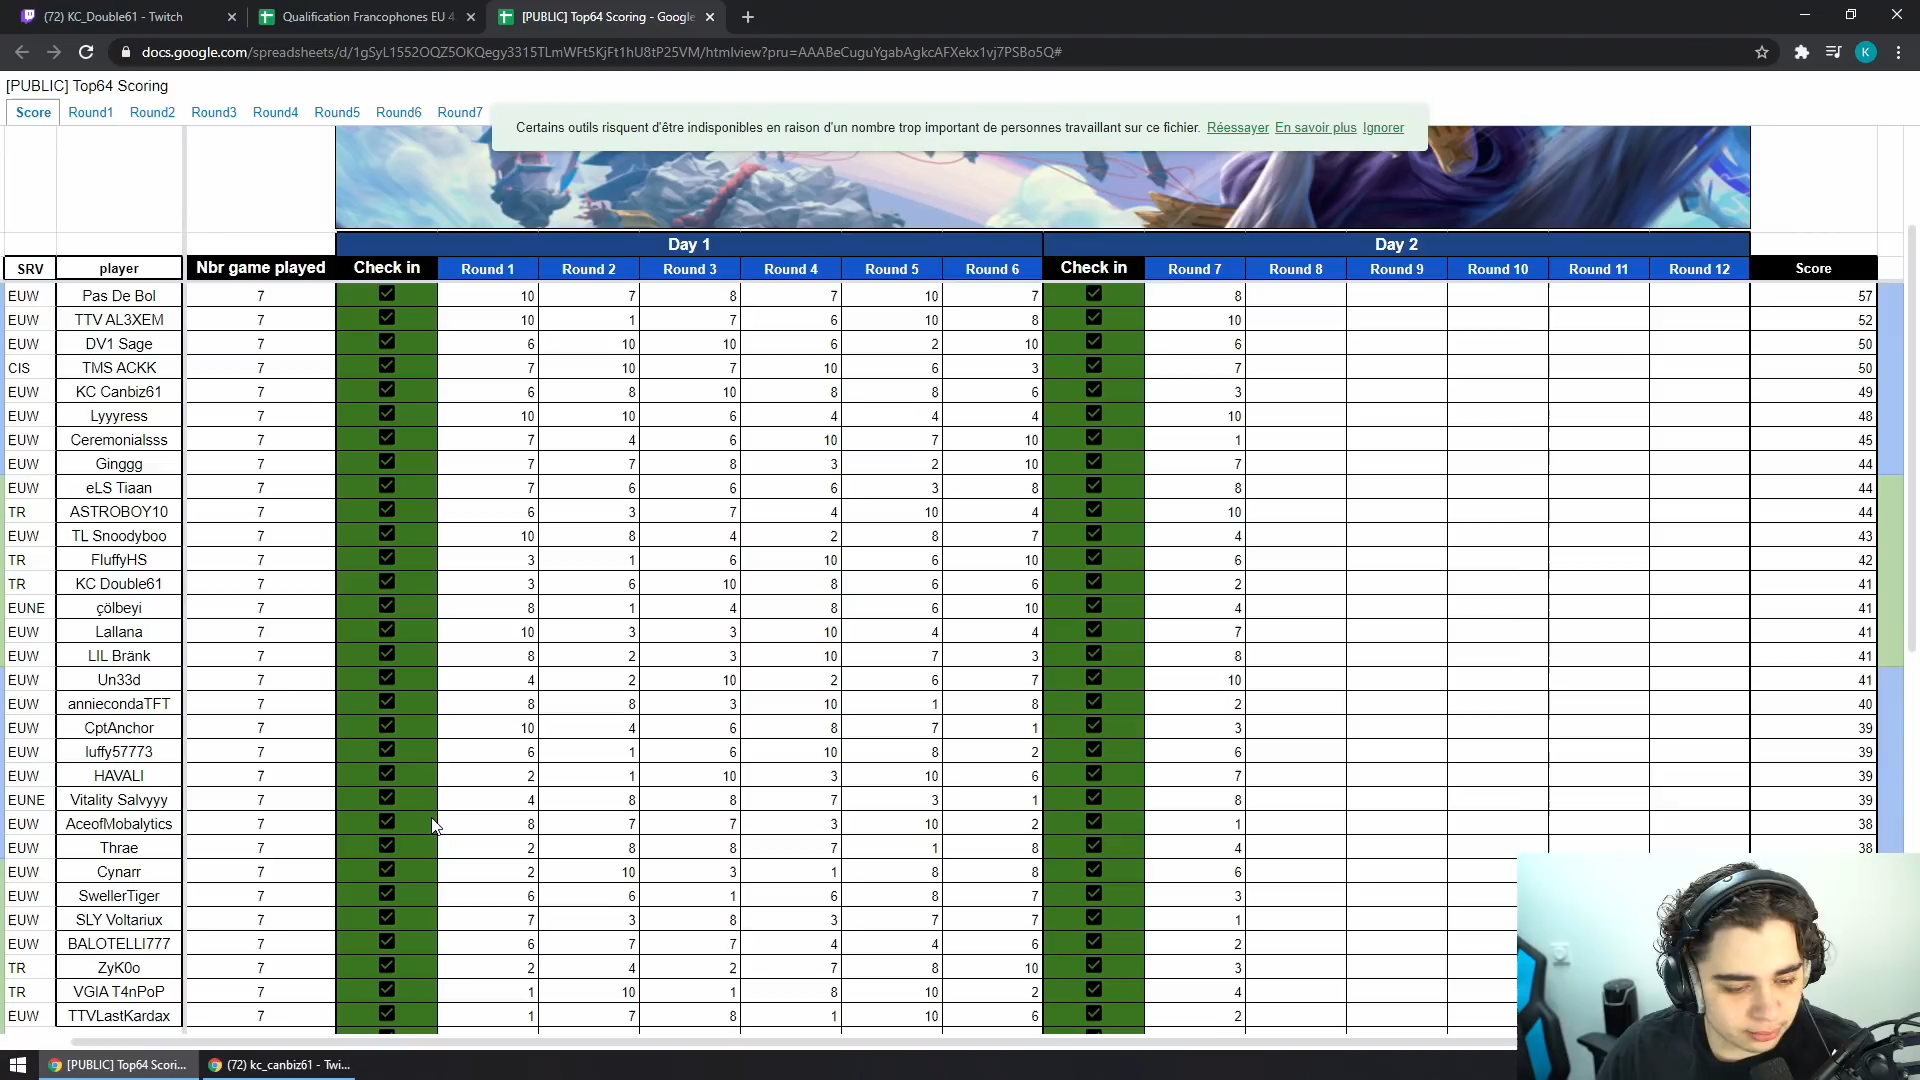 (72) KC_Double61 - Twitch
Qualification Francophones EU 4
[PUBLIC] Top64 Scoring - Google
docs.google.com/spreadsheets/d/1gSyL1552OQZ5OKQegy3315TLmWFt5KjFt1hU8tP25VM/htmlview?pru=AAABeCuguYgabAgkcAFXekx1vj7PSBo5Q#
K
[PUBLIC] Top64 Scoring
Score Round1 Round2 Round3 Round4 Round5 Round6 Round7
Certains outils risquent d'être indisponibles en raison d'un nombre trop important de personnes travaillant sur ce fichier. Réessayer En savoir plus Ignorer
Day 1 Day 2
SRV player Nbr game played Check in Round 1 Round 2 Round 3 Round 4 Round 5 Round 6 Check in Round 7 Round 8 Round 9 Round 10 Round 11 Round 12 Score
EUW Pas De Bol 7 10 7 8 7 10 7 8 57
EUW TTV AL3XEM 7 10 1 7 6 10 8 10 52
EUW DV1 Sage 7 6 10 10 6 2 10 6 50
CIS TMS ACKK 7 7 10 7 10 6 3 7 50
EUW KC Canbiz61 7 6 8 10 8 8 6 3 49
EUW Lyyyress 7 10 10 6 4 4 4 10 48
EUW Ceremonialsss 7 7 4 6 10 7 10 1 45
EUW Ginggg 7 7 7 8 3 2 10 7 44
EUW eLS Tiaan 7 7 6 6 6 3 8 8 44
TR ASTROBOY10 7 6 3 7 4 10 4 10 44
EUW TL Snoodyboo 7 10 8 4 2 8 7 4 43
TR FluffyHS 7 3 1 6 10 6 10 6 42
TR KC Double61 7 3 6 10 8 6 6 2 41
EUNE çölbeyi 7 8 1 4 8 6 10 4 41
EUW Lallana 7 10 3 3 10 4 4 7 41
EUW LIL Bränk 7 8 2 3 10 7 3 8 41
EUW Un33d 7 4 2 10 2 6 7 10 41
EUW anniecondaTFT 7 8 8 3 10 1 8 2 40
EUW CptAnchor 7 10 4 6 8 7 1 3 39
EUW luffy57773 7 6 1 6 10 8 2 6 39
EUW HAVALI 7 2 1 10 3 10 6 7 39
EUNE Vitality Salvyyy 7 4 8 8 7 3 1 8 39
EUW AceofMobalytics 7 8 7 7 3 10 2 1 38
EUW Thrae 7 2 8 8 7 1 8 4 38
EUW Cynarr 7 2 10 3 1 8 8 6
EUW SwellerTiger 7 6 6 1 6 8 7 3
EUW SLY Voltariux 7 7 3 8 3 7 7 1
EUW BALOTELLI777 7 6 7 7 4 4 6 2
TR ZyK0o 7 2 4 2 7 8 10 3
TR VGIA T4nPoP 7 1 10 1 8 10 2 4
EUW TTVLastKardax 7 1 7 8 1 10 6 2
[PUBLIC] Top64 Scori...
(72) kc_canbiz61 - Twi...